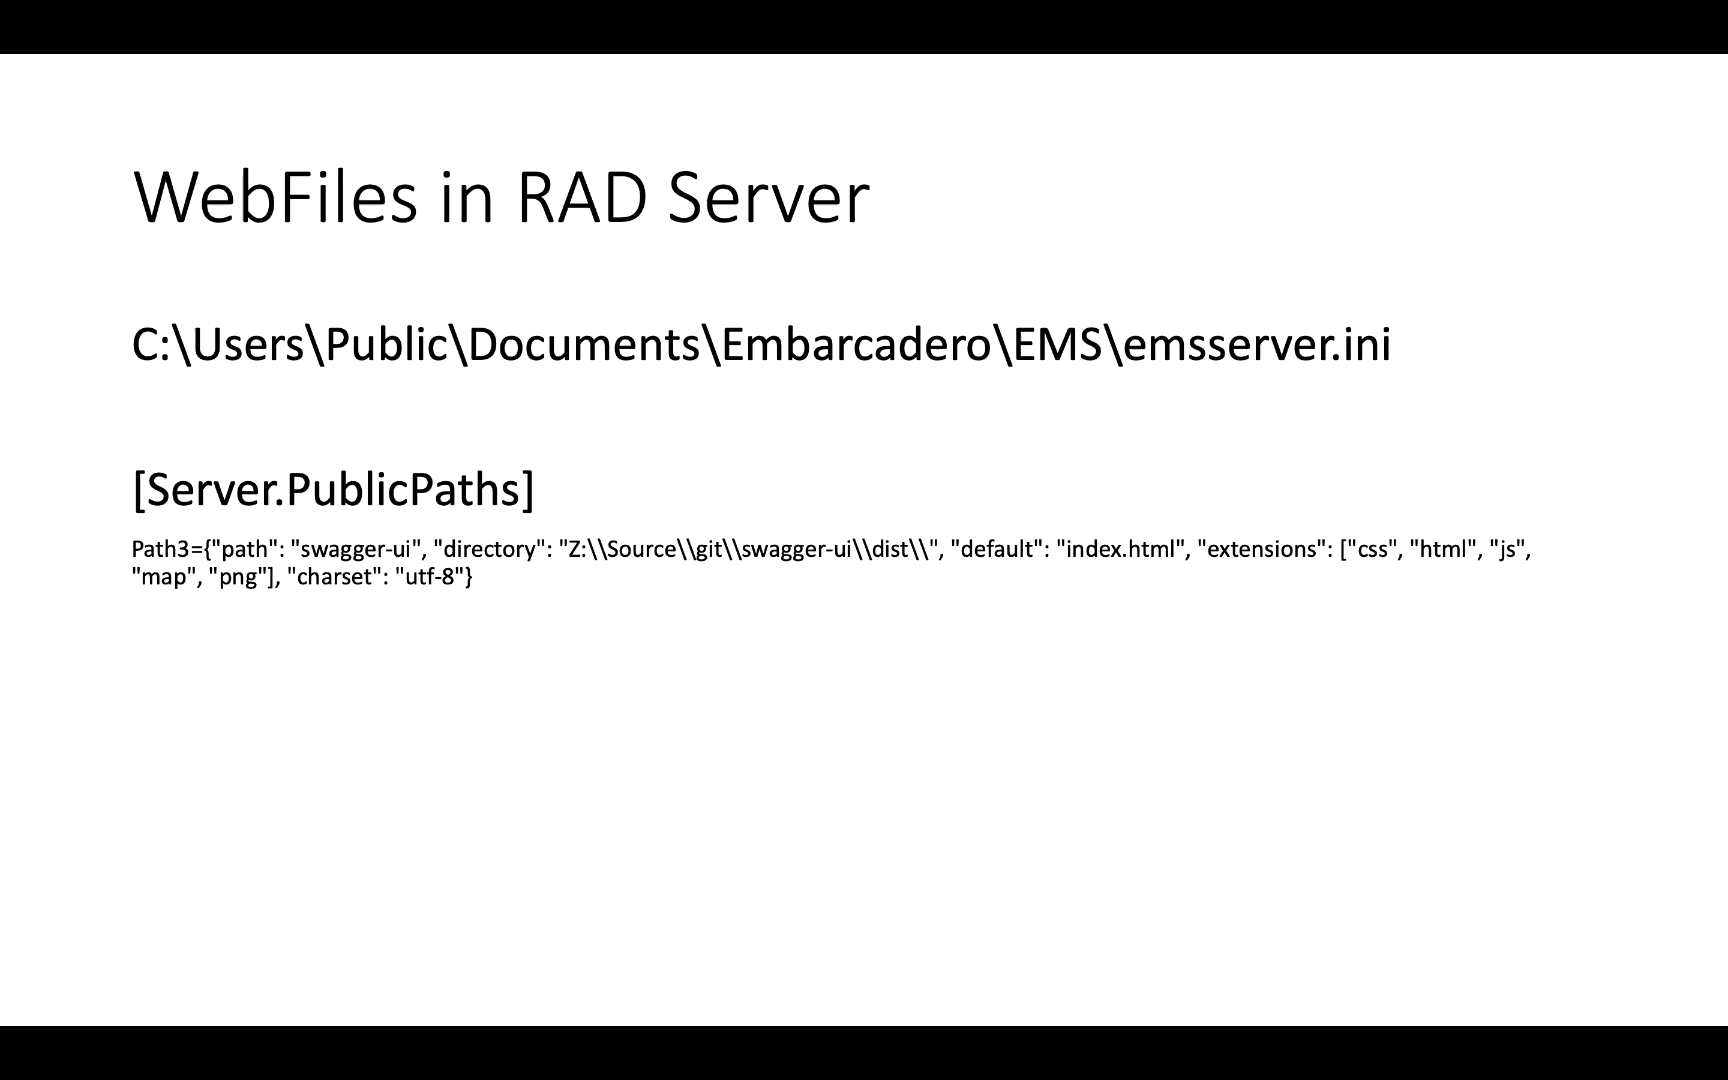 WebFiles in RAD Server
C:\Users\Public\Documents\Embarcadero\EMS\emsserver.ini
[Server.PublicPaths]
Path3={"path": "swagger-ui", "directory": "Z:\\Source\\git\\swagger-ui\\dist\\", "default": "index.html", "extensions": ["css", "html", "js",
"map", "png"], "charset": "utf-8"}